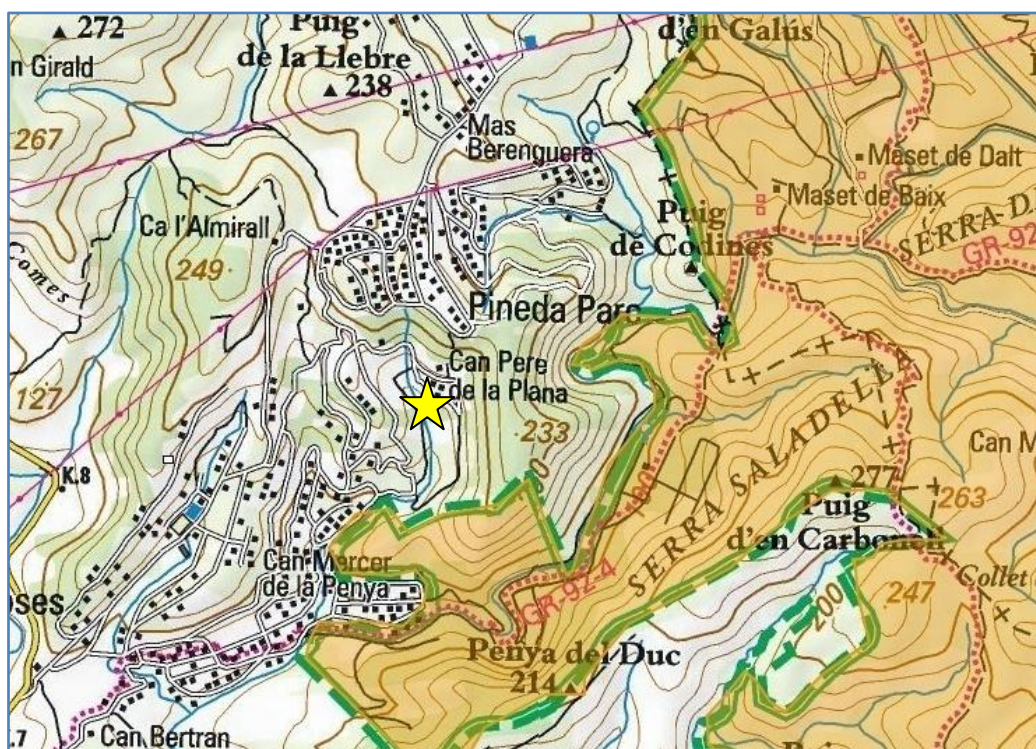 272
Puig
de la Llebre
238
d'en Galús
n Girald
267
Mas
Berenguera
Maset de Dalt
Maset de Baix
Ca l'Almirall
249
Comes
Puig
de Codines
SERRA-D
GR-92
Pineda Parc
Can Pere
de la Plana
127
233
K.8
SERRA SALADELLA
277
Puig
d'en Carbonell
263
Can M
Can Mercer
de la Penya
oses
GR-92-4
Collet
247
200
Penya del Duc
214
.7
Can Bertran